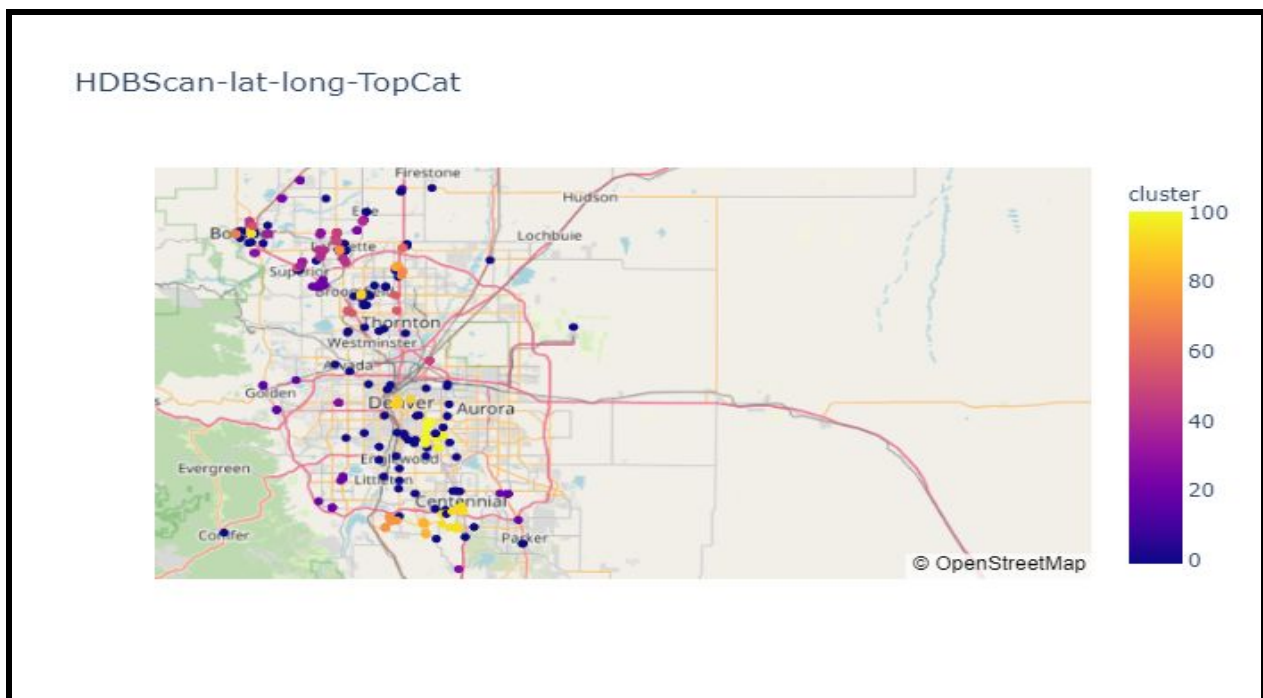 HDBScan-lat-long-TopCat
Firestone
Hudson
cluster
100
Lochbuie
Superior
80
Thornton
Westminster
60
Golden
Denver
Aurora
40
Englewood
Evergreen
Littleton
20
Centennial
Parker
© OpenStreetMap
0